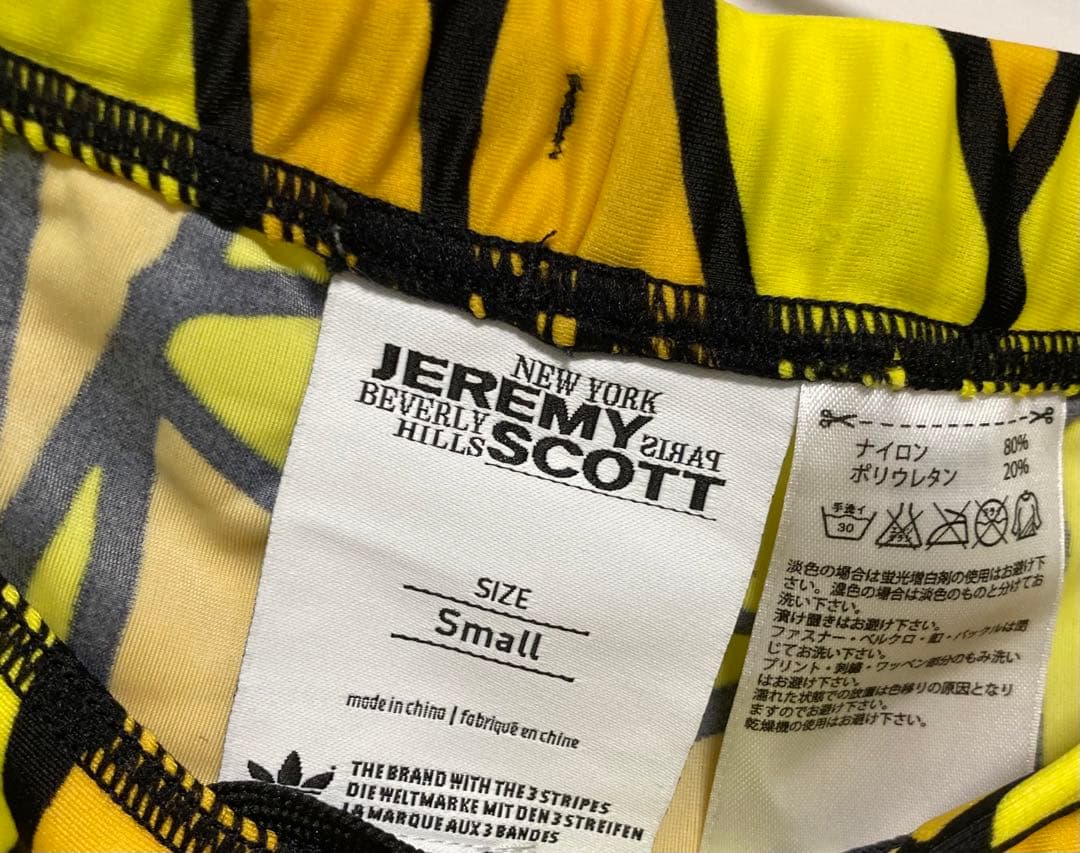 NEW YORK
JEREMY
BEVERLY
PARIS
HILLS
SCOTT
SIZE
Small
made in china | fabriqué en chine
THE BRAND WITH THE 3 STRIPES
DIE WELTMARKE MIT DEN 3 STREIFEN
LA MARQUE AUX 3 BANDES
ナイロン 80%
ポリウレタン 20%
手洗イ
30
淡色の場合は蛍光増白剤の使用はお避け下
さい。濃色の場合は淡色のものと分けてお
洗い下さい。
漬け置きはお避け下さい。
ファスナー・ベルクロ・釦・バックルは閉
じてお洗い下さい。
プリント・刺繍・ワッペン部分のもみ洗い
はお避け下さい。
濡れた状態での放置は色移りの原因となり
ますのでお避け下さい。
乾燥機の使用はお避け下さい。